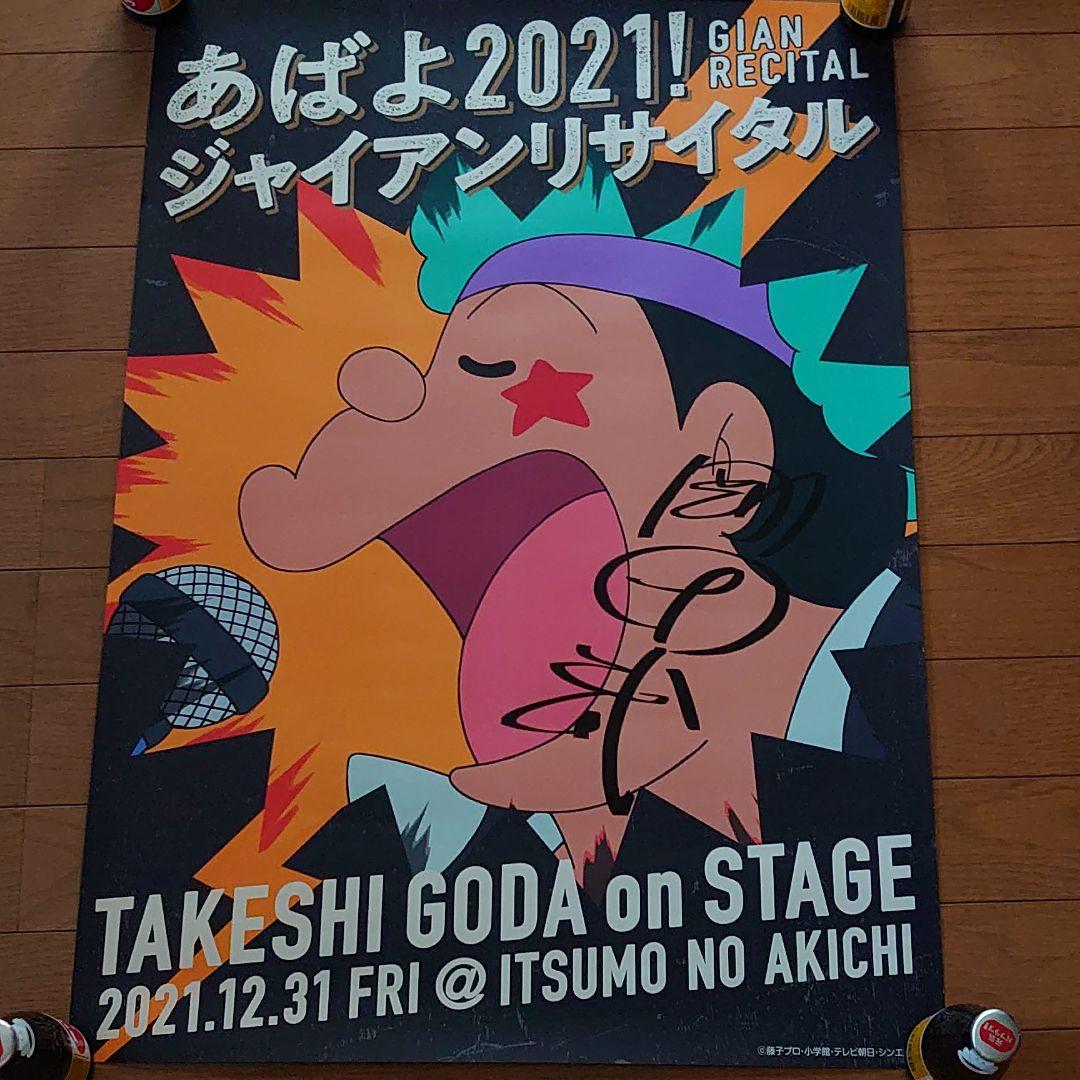 あばよ2021!
GIAN
RECITAL
ジャイアンリサイタル
TAKESHI GODA on STAGE
2021.12.31 FRI @ ITSUMO NO AKICHI
©藤子プロ・小学館・テレビ朝日・シンエ